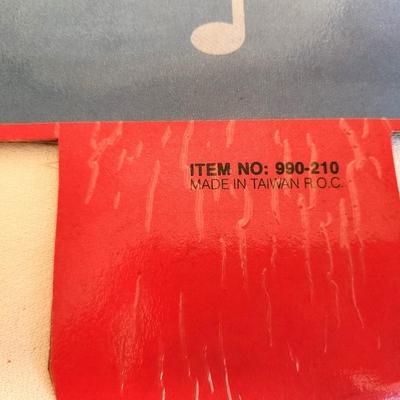 ITEM NO: 990-210
MADE IN TAIWAN R.O.C.